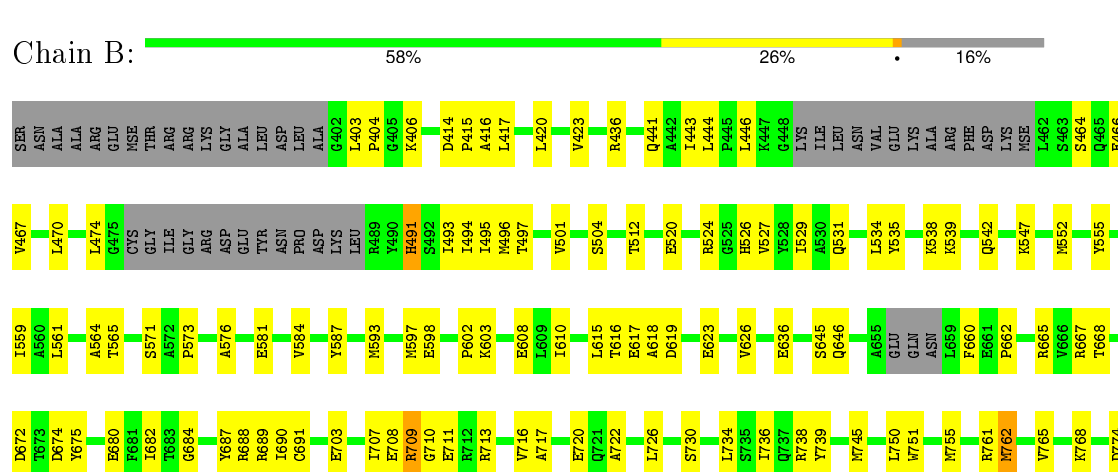 Chain B:
58% 26% • 16%
SER ASN ALA ALA ARG GLU MSE THR ARG ARG LYS GLY ALA LEU ASP LEU ALA G402 L403 P404 G405 K406 D414 P415 A416 L417 L420 V423 R436 Q441 A442 I443 L444 P445 L446 K447 G448 LYS ILE LEU ASN VAL GLU LYS ALA ARG PHE ASP LYS MSE L462 S463 S464 Q465
V467 L470 L474 G475 CYS GLY ILE GLY ARG ASP GLU TYR ASN PRO ASP LYS LEU R489 Y490 H491 S492 I493 I494 I495 M496 T497 V501 S504 T512 E520 R524 G525 H526 V527 Y528 I529 A530 Q531 L534 Y535 K538 K539 Q542 K547 M552 Y555
I559 A560 L561 A564 T565 S571 A572 P573 A576 E581 V584 Y587 M593 M597 E598 P602 K603 E608 L609 I610 L615 T616 E617 A618 D619 E623 V626 E636 S645 Q646 A655 GLU GLN ASN L659 F660 E661 P662 R665 V666 R667 T668
D672 T673 D674 Y675 E680 F681 I682 T683 G684 Y687 R688 R689 I690 C691 E703 I707 E708 R709 G710 E711 R712 R713 V716 A717 E720 Q721 A722 L726 S730 L734 S735 I736 Q737 R738 Y739 M745 L750 W751 M755 R761 M762 V765 K768